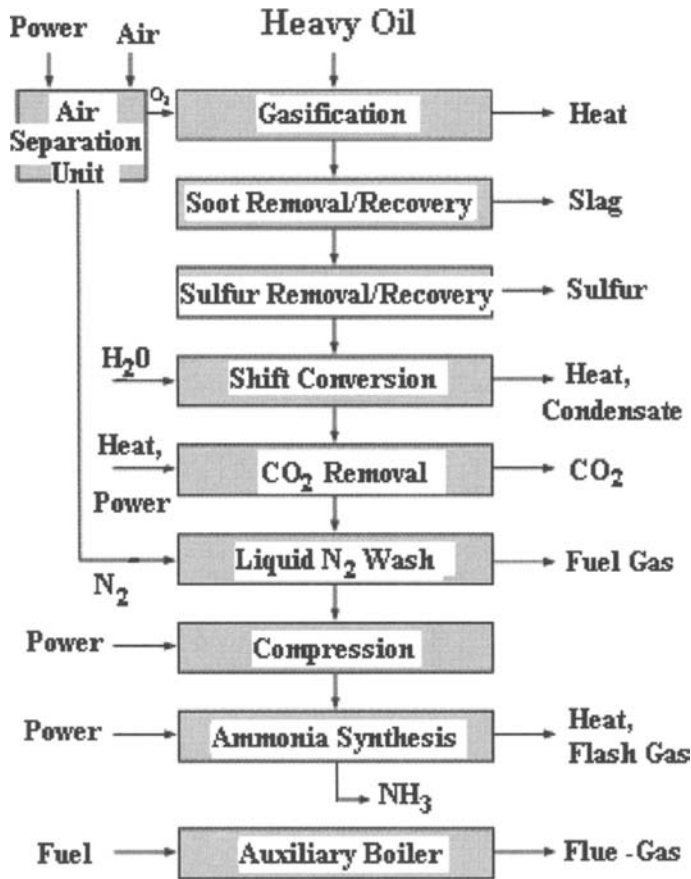 Power
Air
Heavy Oil
Air
Separation
Unit
O2
Gasification
Heat
Soot Removal/Recovery
Slag
Sulfur Removal/Recovery
Sulfur
H20
Shift Conversion
Heat,
Condensate
Heat,
Power
CO2 Removal
CO2
N2
Liquid N2 Wash
Fuel Gas
Power
Compression
Power
Ammonia Synthesis
Heat,
Flash Gas
NH3
Fuel
Auxiliary Boiler
Flue -Gas